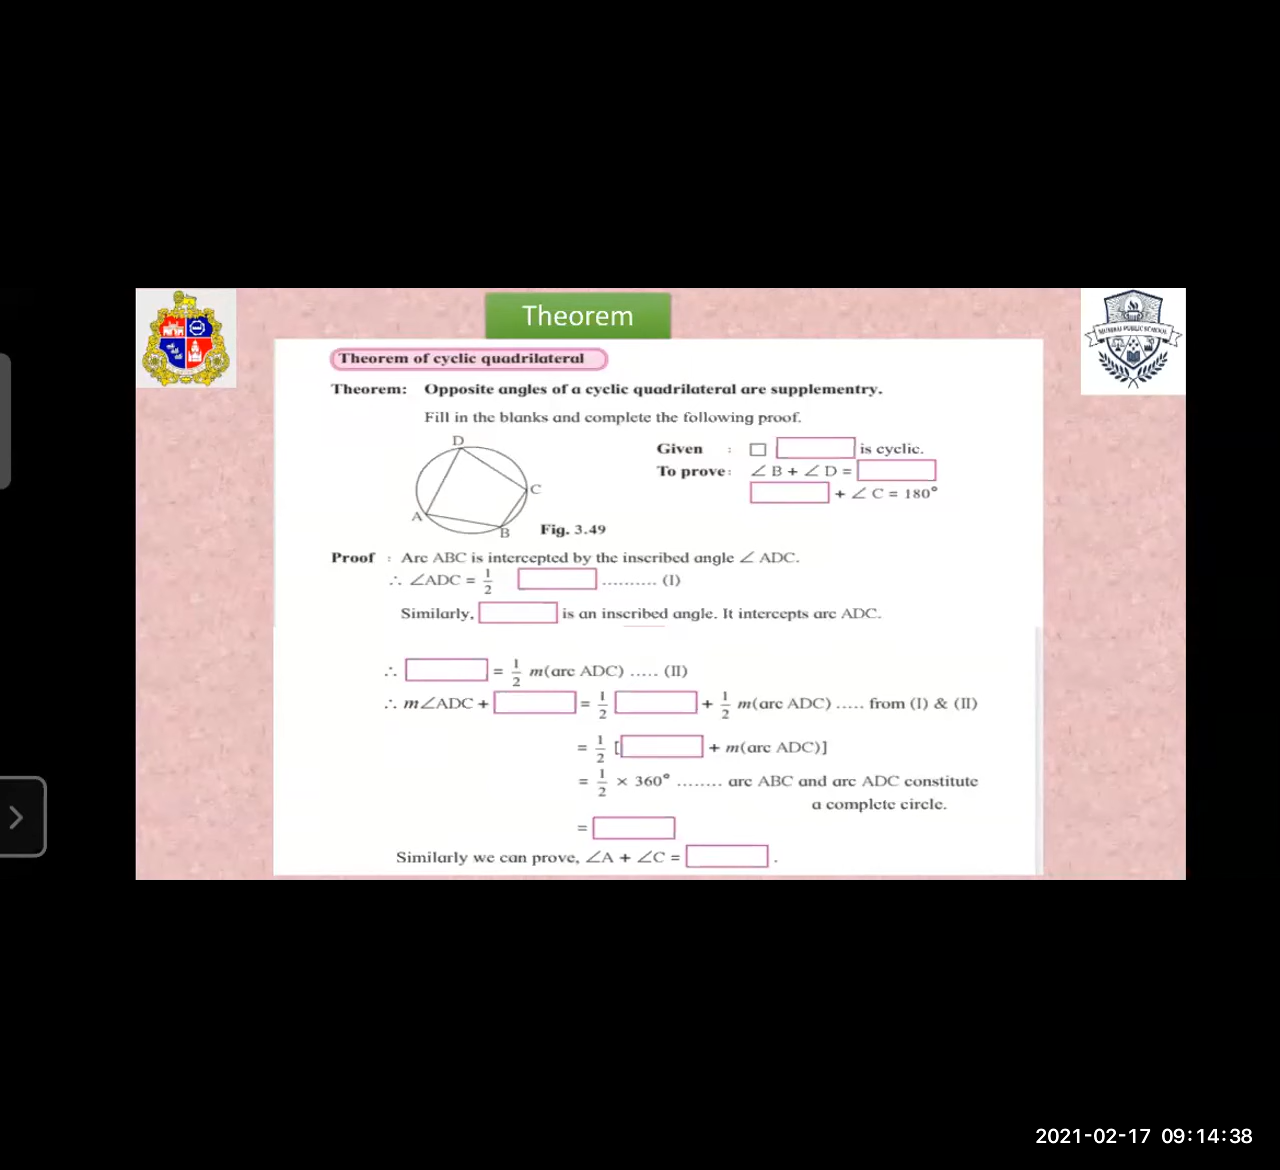 Theorem
MUMBAI PUBLIC SCHOOL
Theorem of cyclic quadrilateral
Theorem: Opposite angles of a cyclic quadrilateral are supplementry.
Fill in the blanks and complete the following proof.
Given : □ is cyclic.
To prove: ∠ B + ∠ D =
+ ∠ C = 180°
D
C
A
B
Fig. 3.49
Proof : Arc ABC is intercepted by the inscribed angle ∠ ADC.
∴ ∠ADC = 1/2 .......... (I)
Similarly, is an inscribed angle. It intercepts arc ADC.
∴ = 1/2 m(arc ADC) ..... (II)
∴ m∠ADC + = 1/2 + 1/2 m(arc ADC) ..... from (I) & (II)
= 1/2 [ + m(arc ADC)]
= 1/2 × 360° ........ arc ABC and arc ADC constitute
a complete circle.
=
Similarly we can prove, ∠A + ∠C = .
2021-02-17 09:14:38